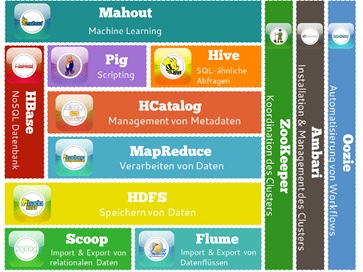 Mahout
Machine Learning
HBase
NoSQL Datenbank
Pig
Scripting
Hive
SQL-ähnliche
Abfragen
HCatalog
Management von Metadaten
MapReduce
Verarbeiten von Daten
HDFS
Speichern von Daten
Scoop
Import & Export von
relationalen Daten
Flume
Import & Export von
Datenflüssen
ZooKeeper
Koordination des Clusters
Ambari
Installation & Management des Clusters
Oozie
Automatisierung von Workflows